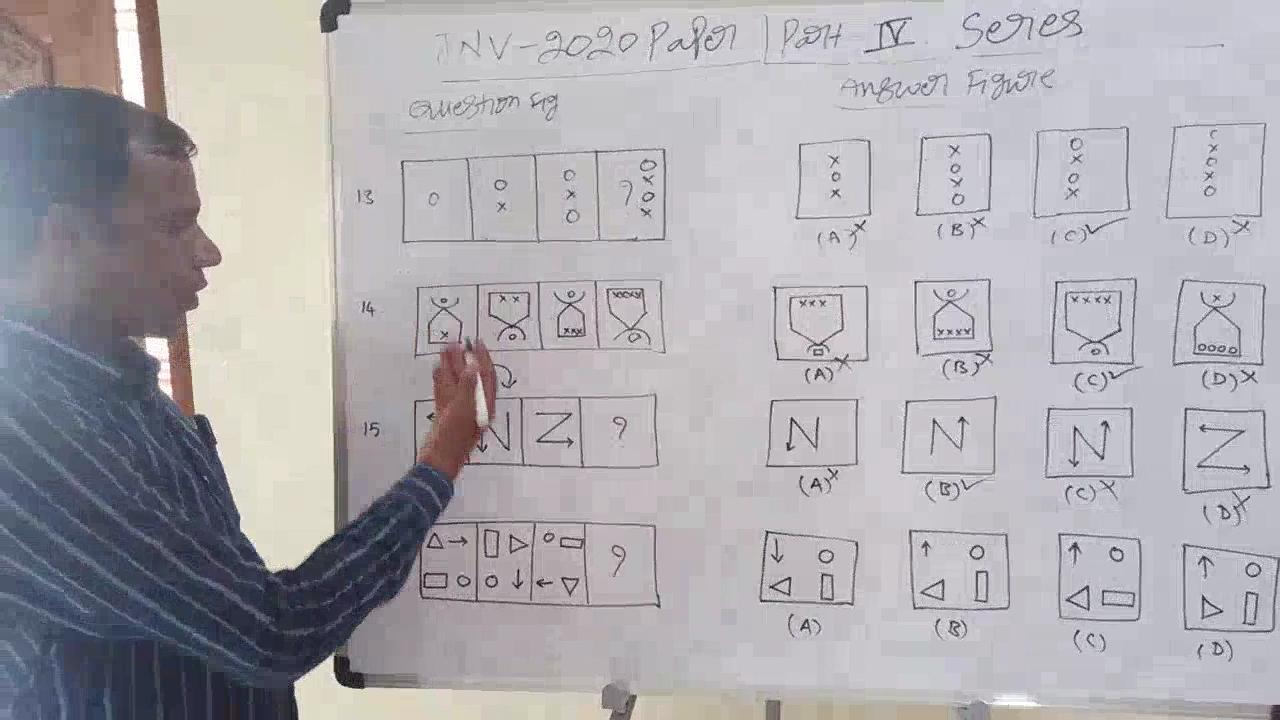 JNV-2020 Paper | Part IV Series
Question Fig
Answer Figure
13
?
(A)x
(B)x
(C)✓
(D)x
14
(A)x
(B)x
(C)✓
(D)x
15
N
Z
?
N
N
N
Z
(A)x
(B)✓
(C)x
(D)x
?
(A)
(B)
(C)
(D)